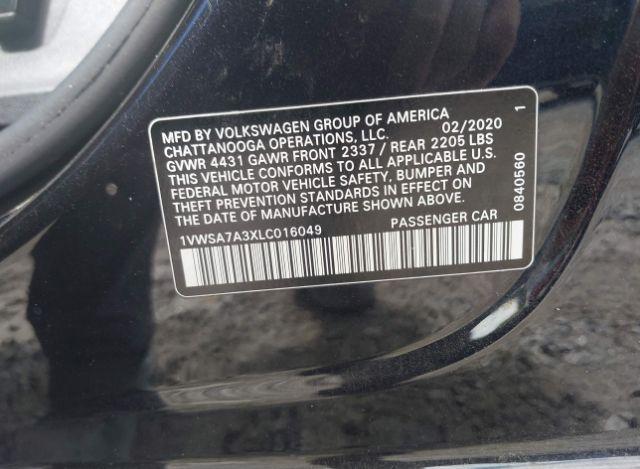 MFD BY VOLKSWAGEN GROUP OF AMERICA
CHATTANOOGA OPERATIONS, LLC. 02/2020
GVWR 4431 GAWR FRONT 2337 / REAR 2205 LBS
THIS VEHICLE CONFORMS TO ALL APPLICABLE U.S.
FEDERAL MOTOR VEHICLE SAFETY, BUMPER AND
THEFT PREVENTION STANDARDS IN EFFECT ON
THE DATE OF MANUFACTURE SHOWN ABOVE.
1VWSA7A3XLC016049 PASSENGER CAR
0840560 1